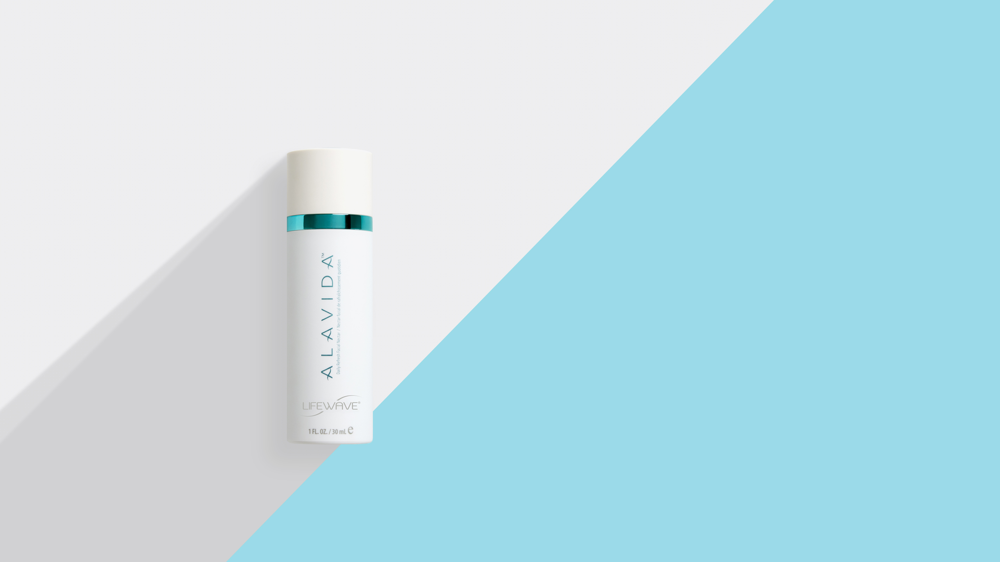 ALAVIDA™
Daily Refresh Facial Nectar / Nectar facial de rafraîchissement quotidien
LIFEWAVE®
1 FL. OZ. / 30 mL ℮